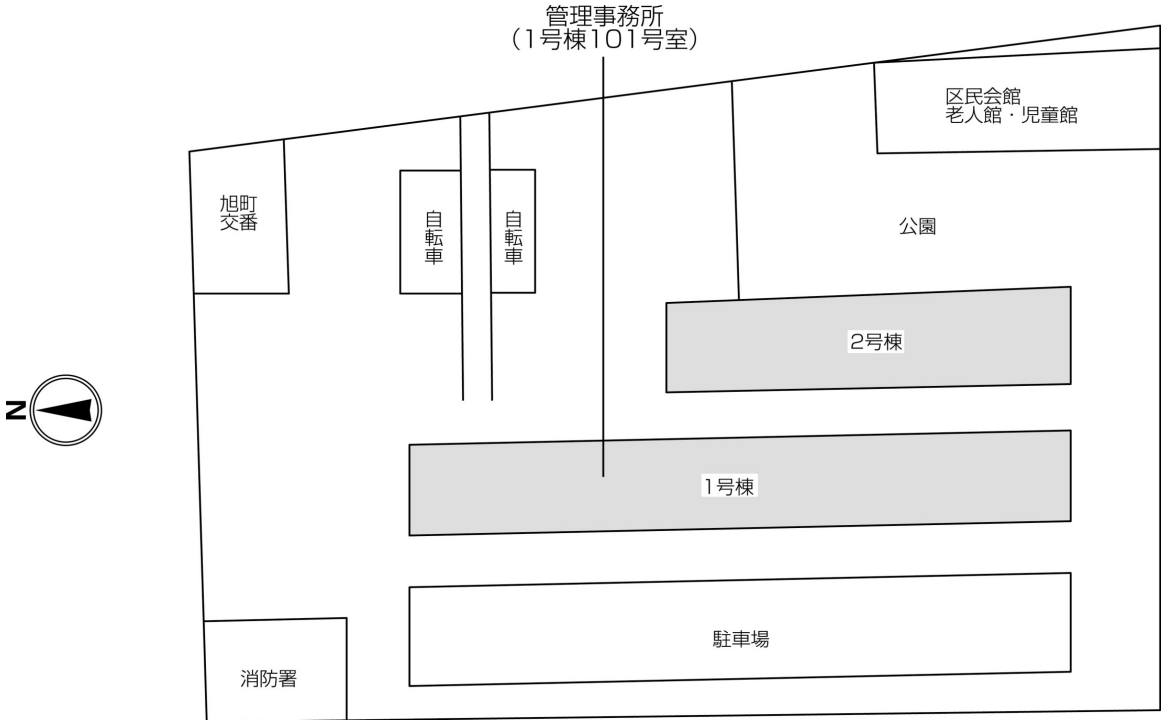 管理事務所
（1号棟101号室）
区民会館
老人館・児童館
旭町
交番
自転車
自転車
公園
2号棟
N
1号棟
駐車場
消防署